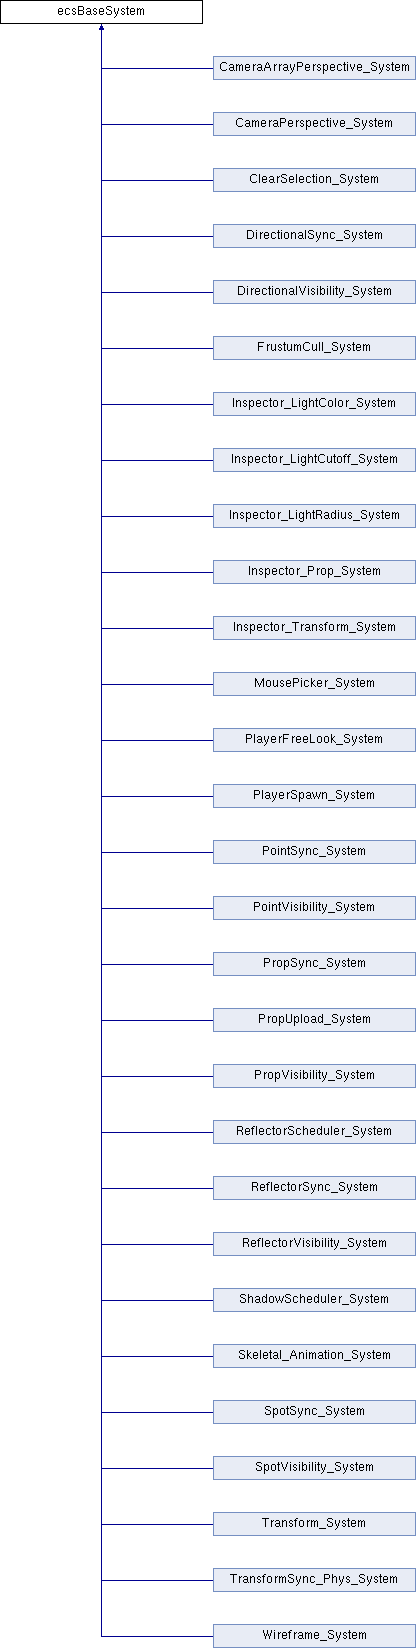 ecsBaseSystem
CameraArrayPerspective_System
CameraPerspective_System
ClearSelection_System
DirectionalSync_System
DirectionalVisibility_System
FrustumCull_System
Inspector_LightColor_System
Inspector_LightCutoff_System
Inspector_LightRadius_System
Inspector_Prop_System
Inspector_Transform_System
MousePicker_System
PlayerFreeLook_System
PlayerSpawn_System
PointSync_System
PointVisibility_System
PropSync_System
PropUpload_System
PropVisibility_System
ReflectorScheduler_System
ReflectorSync_System
ReflectorVisibility_System
ShadowScheduler_System
Skeletal_Animation_System
SpotSync_System
SpotVisibility_System
Transform_System
TransformSync_Phys_System
Wireframe_System